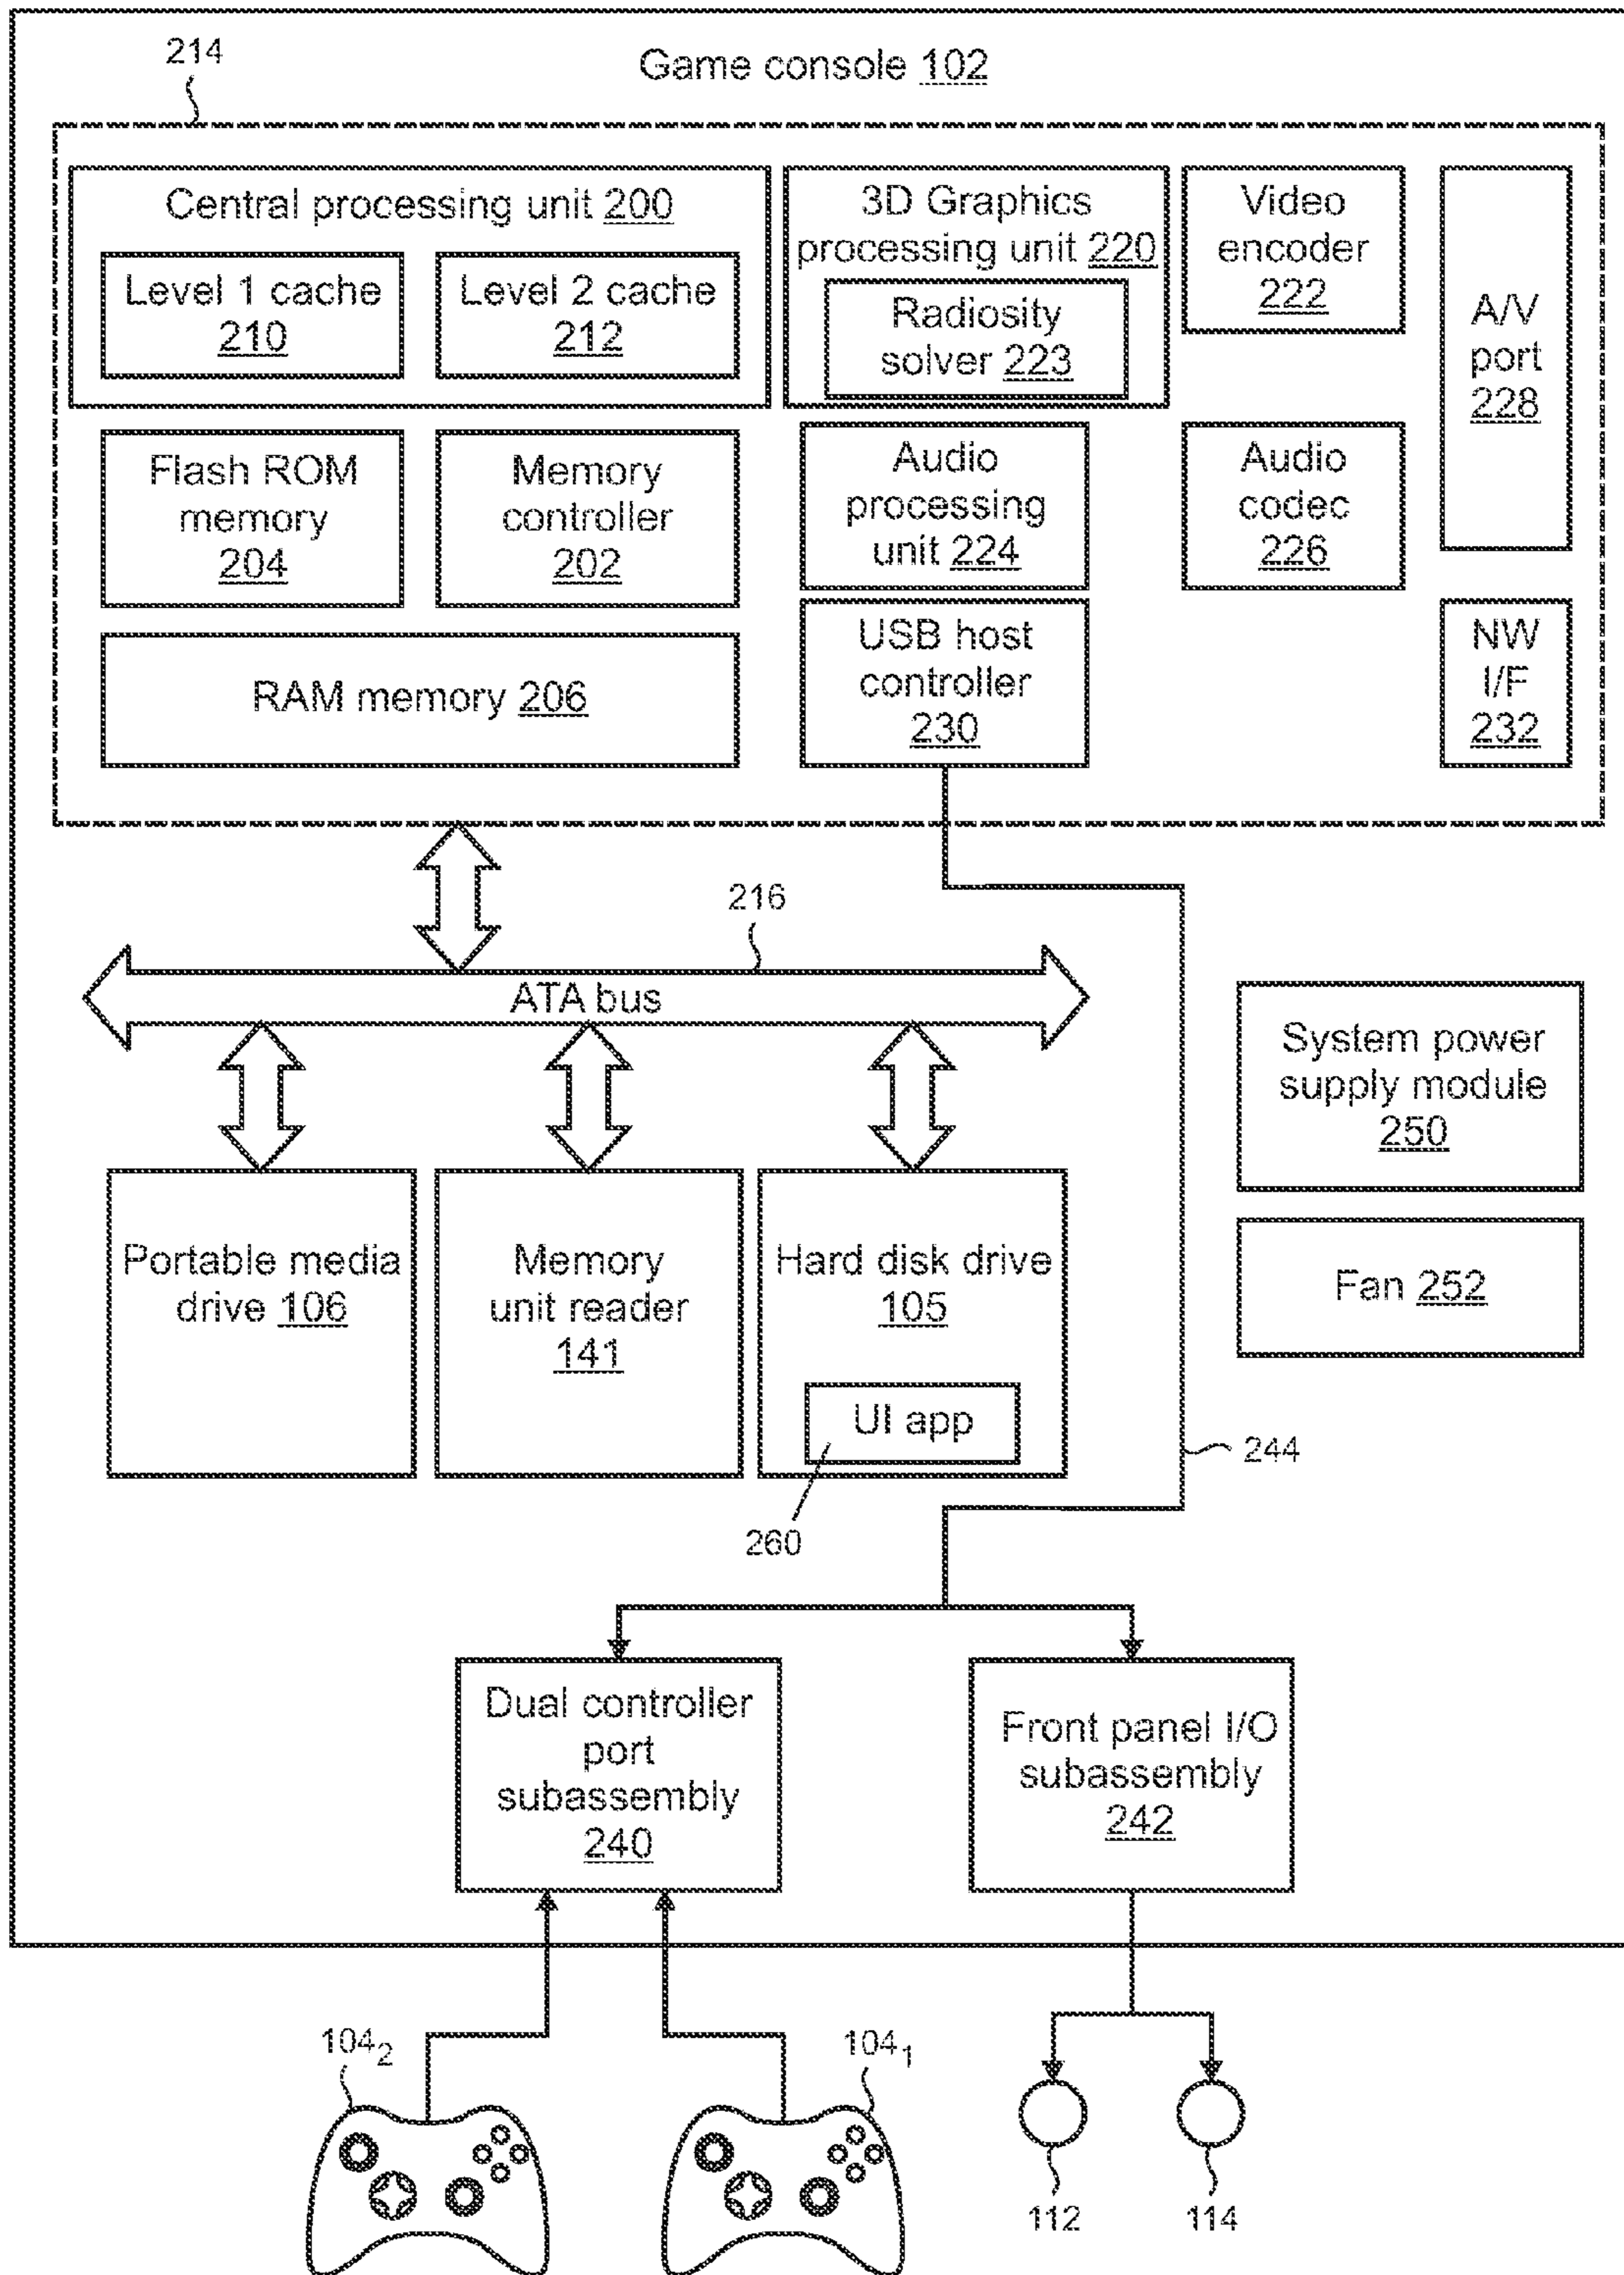 214
Game console 102
Central processing unit 200
Level 1 cache
210
Level 2 cache
212
3D Graphics
processing unit 220
Radiosity
solver 223
Video
encoder
222
A/V
port
228
Flash ROM
memory
204
Memory
controller
202
Audio
processing
unit 224
Audio
codec
226
RAM memory 206
USB host
controller
230
NW
I/F
232
216
ATA bus
System power
supply module
250
Portable media
drive 106
Memory
unit reader
141
Hard disk drive
105
UI app
Fan 252
244
260
Dual controller
port
subassembly
240
Front panel I/O
subassembly
242
104₂
104₁
112
114